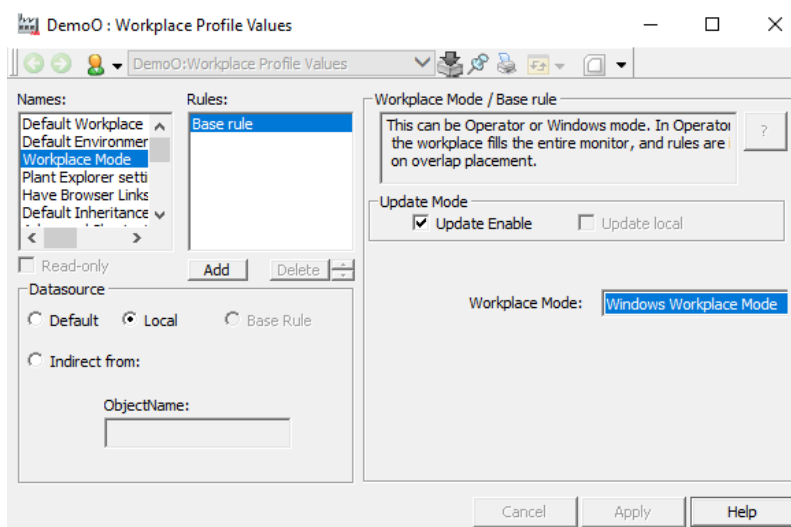 DemoO : Workplace Profile Values
DemoO:Workplace Profile Values
Names:
Default Workplace
Default Environmer
Workplace Mode
Plant Explorer setti
Have Browser Links
Default Inheritance
Read-only
Rules:
Base rule
Add
Delete
Datasource
Default
Local
Base Rule
Indirect from:
ObjectName:
Workplace Mode / Base rule
This can be Operator or Windows mode. In Operator
the workplace fills the entire monitor, and rules are
on overlap placement.
?
Update Mode
Update Enable
Update local
Workplace Mode:
Windows Workplace Mode
Cancel
Apply
Help